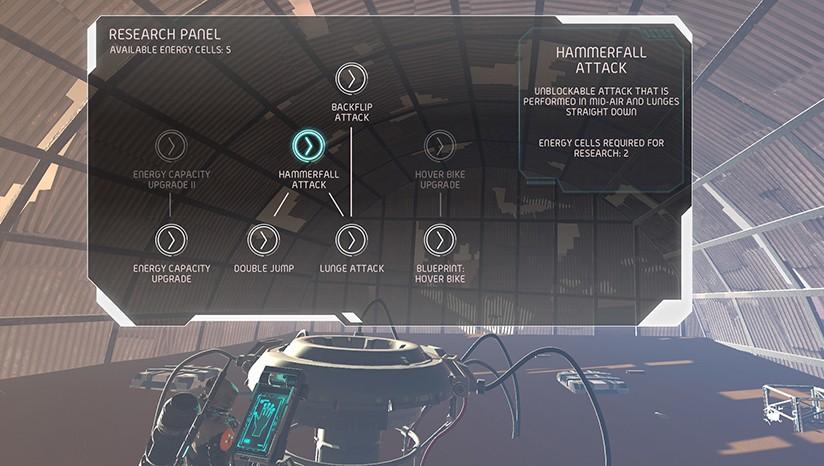 RESEARCH PANEL
AVAILABLE ENERGY CELLS: 5
HAMMERFALL
ATTACK
UNBLOCKABLE ATTACK THAT IS
PERFORMED IN MID-AIR AND LUNGES
STRAIGHT DOWN
ENERGY CELLS REQUIRED FOR
RESEARCH: 2
BACKFLIP
ATTACK
ENERGY CAPACITY
UPGRADE II
HAMMERFALL
ATTACK
HOVER BIKE
UPGRADE
ENERGY CAPACITY
UPGRADE
DOUBLE JUMP
LUNGE ATTACK
BLUEPRINT:
HOVER BIKE